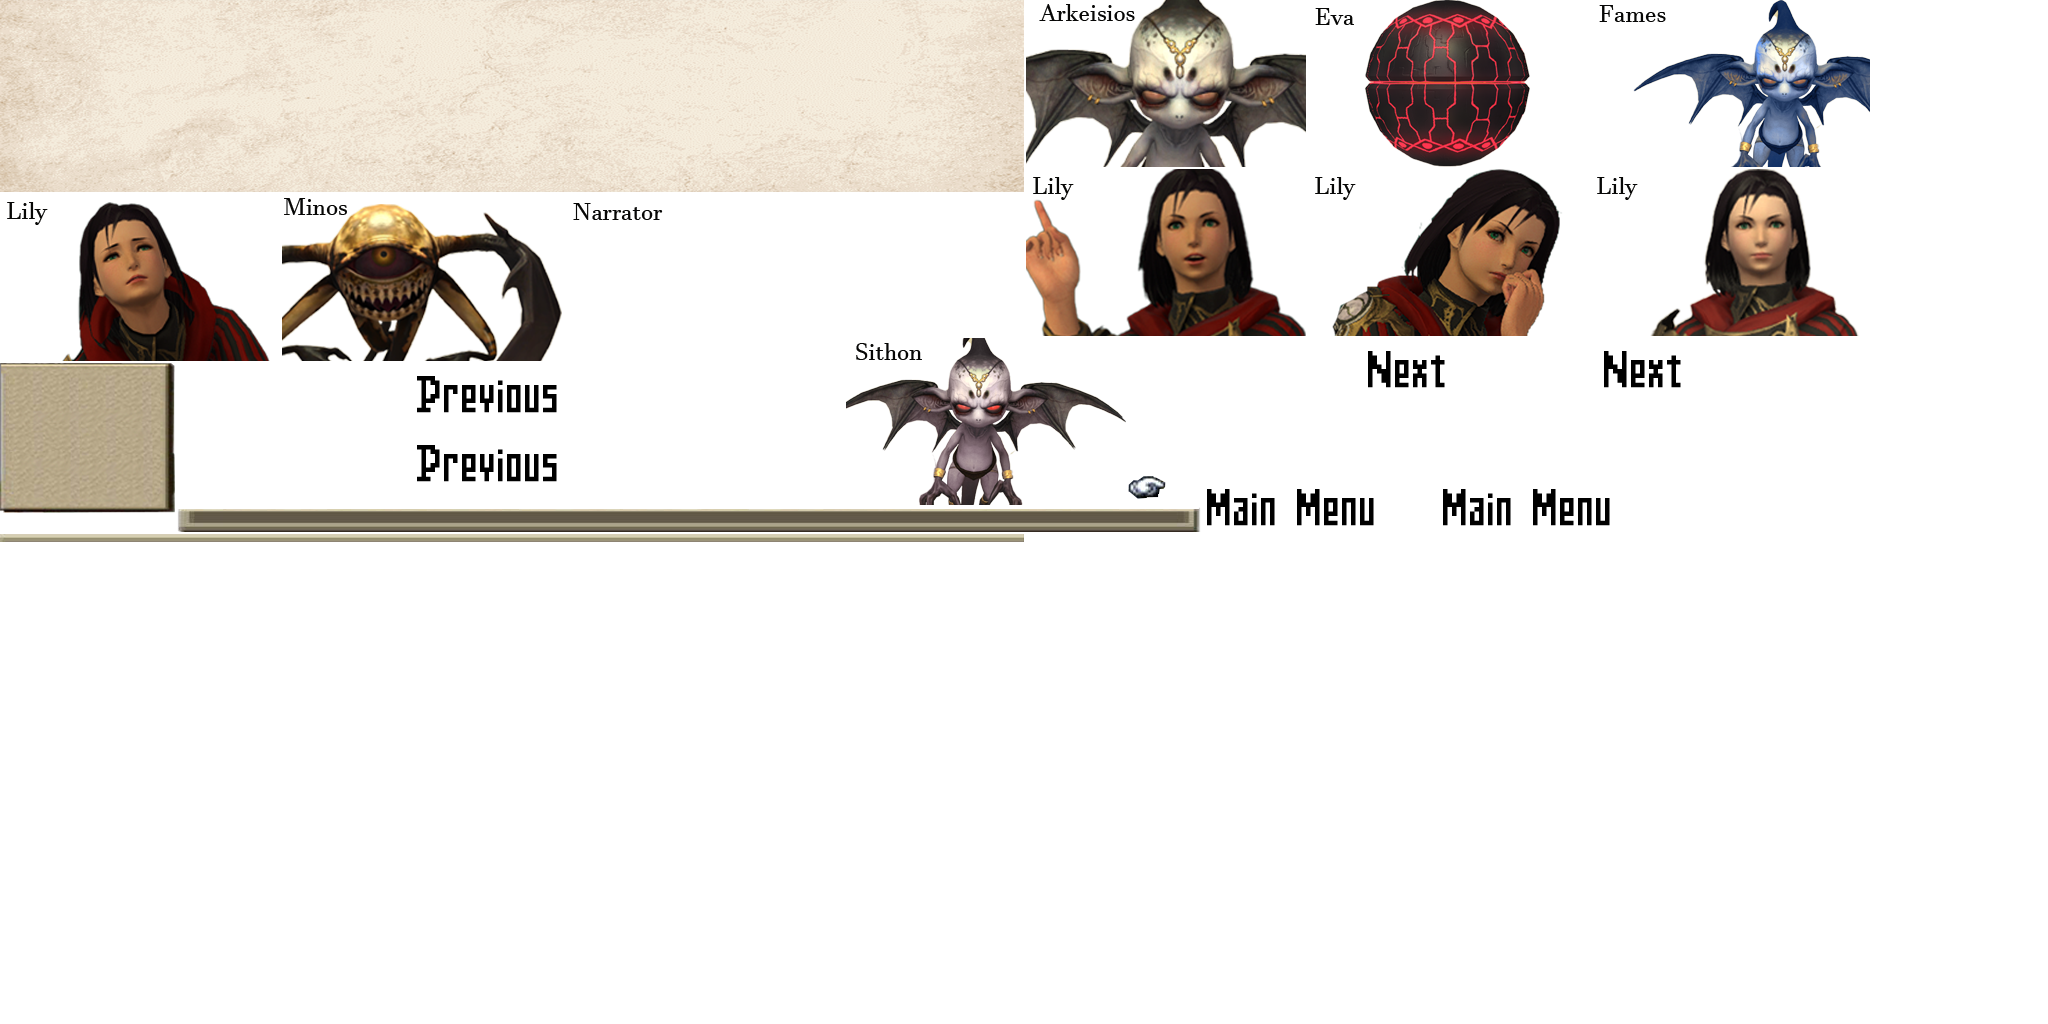 Arkeisios
Eva
Fames
Lily
Lily
Lily
Lily
Minos
Narrator
Sithon
Next
Next
Previous
Previous
Main Menu
Main Menu